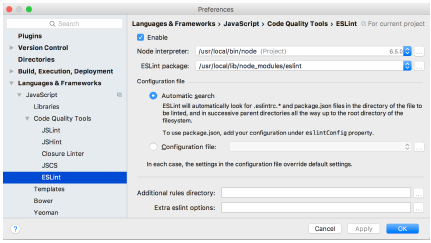 Preferences
Search
Languages & Frameworks › JavaScript › Code Quality Tools › ESLint For current project
Plugins
Version Control
Directories
Build, Execution, Deployment
Languages & Frameworks
JavaScript
Libraries
Code Quality Tools
JSLint
JSHint
Closure Linter
JSCS
ESLint
Templates
Bower
Yeoman
Enable
Node interpreter: /usr/local/bin/node (Project) 6.5.0 ...
ESLint package: /usr/local/lib/node_modules/eslint ...
Configuration file
Automatic search
ESLint will automatically look for .eslintrc.* and package.json files in the directory of the file to
be linted, and in successive parent directories all the way up to the root directory of the
filesystem.
To use package.json, add your configuration under eslintConfig property.
Configuration file: ...
In each case, the settings in the configuration file override default settings.
Additional rules directory: ...
Extra eslint options: ...
? Cancel Apply OK